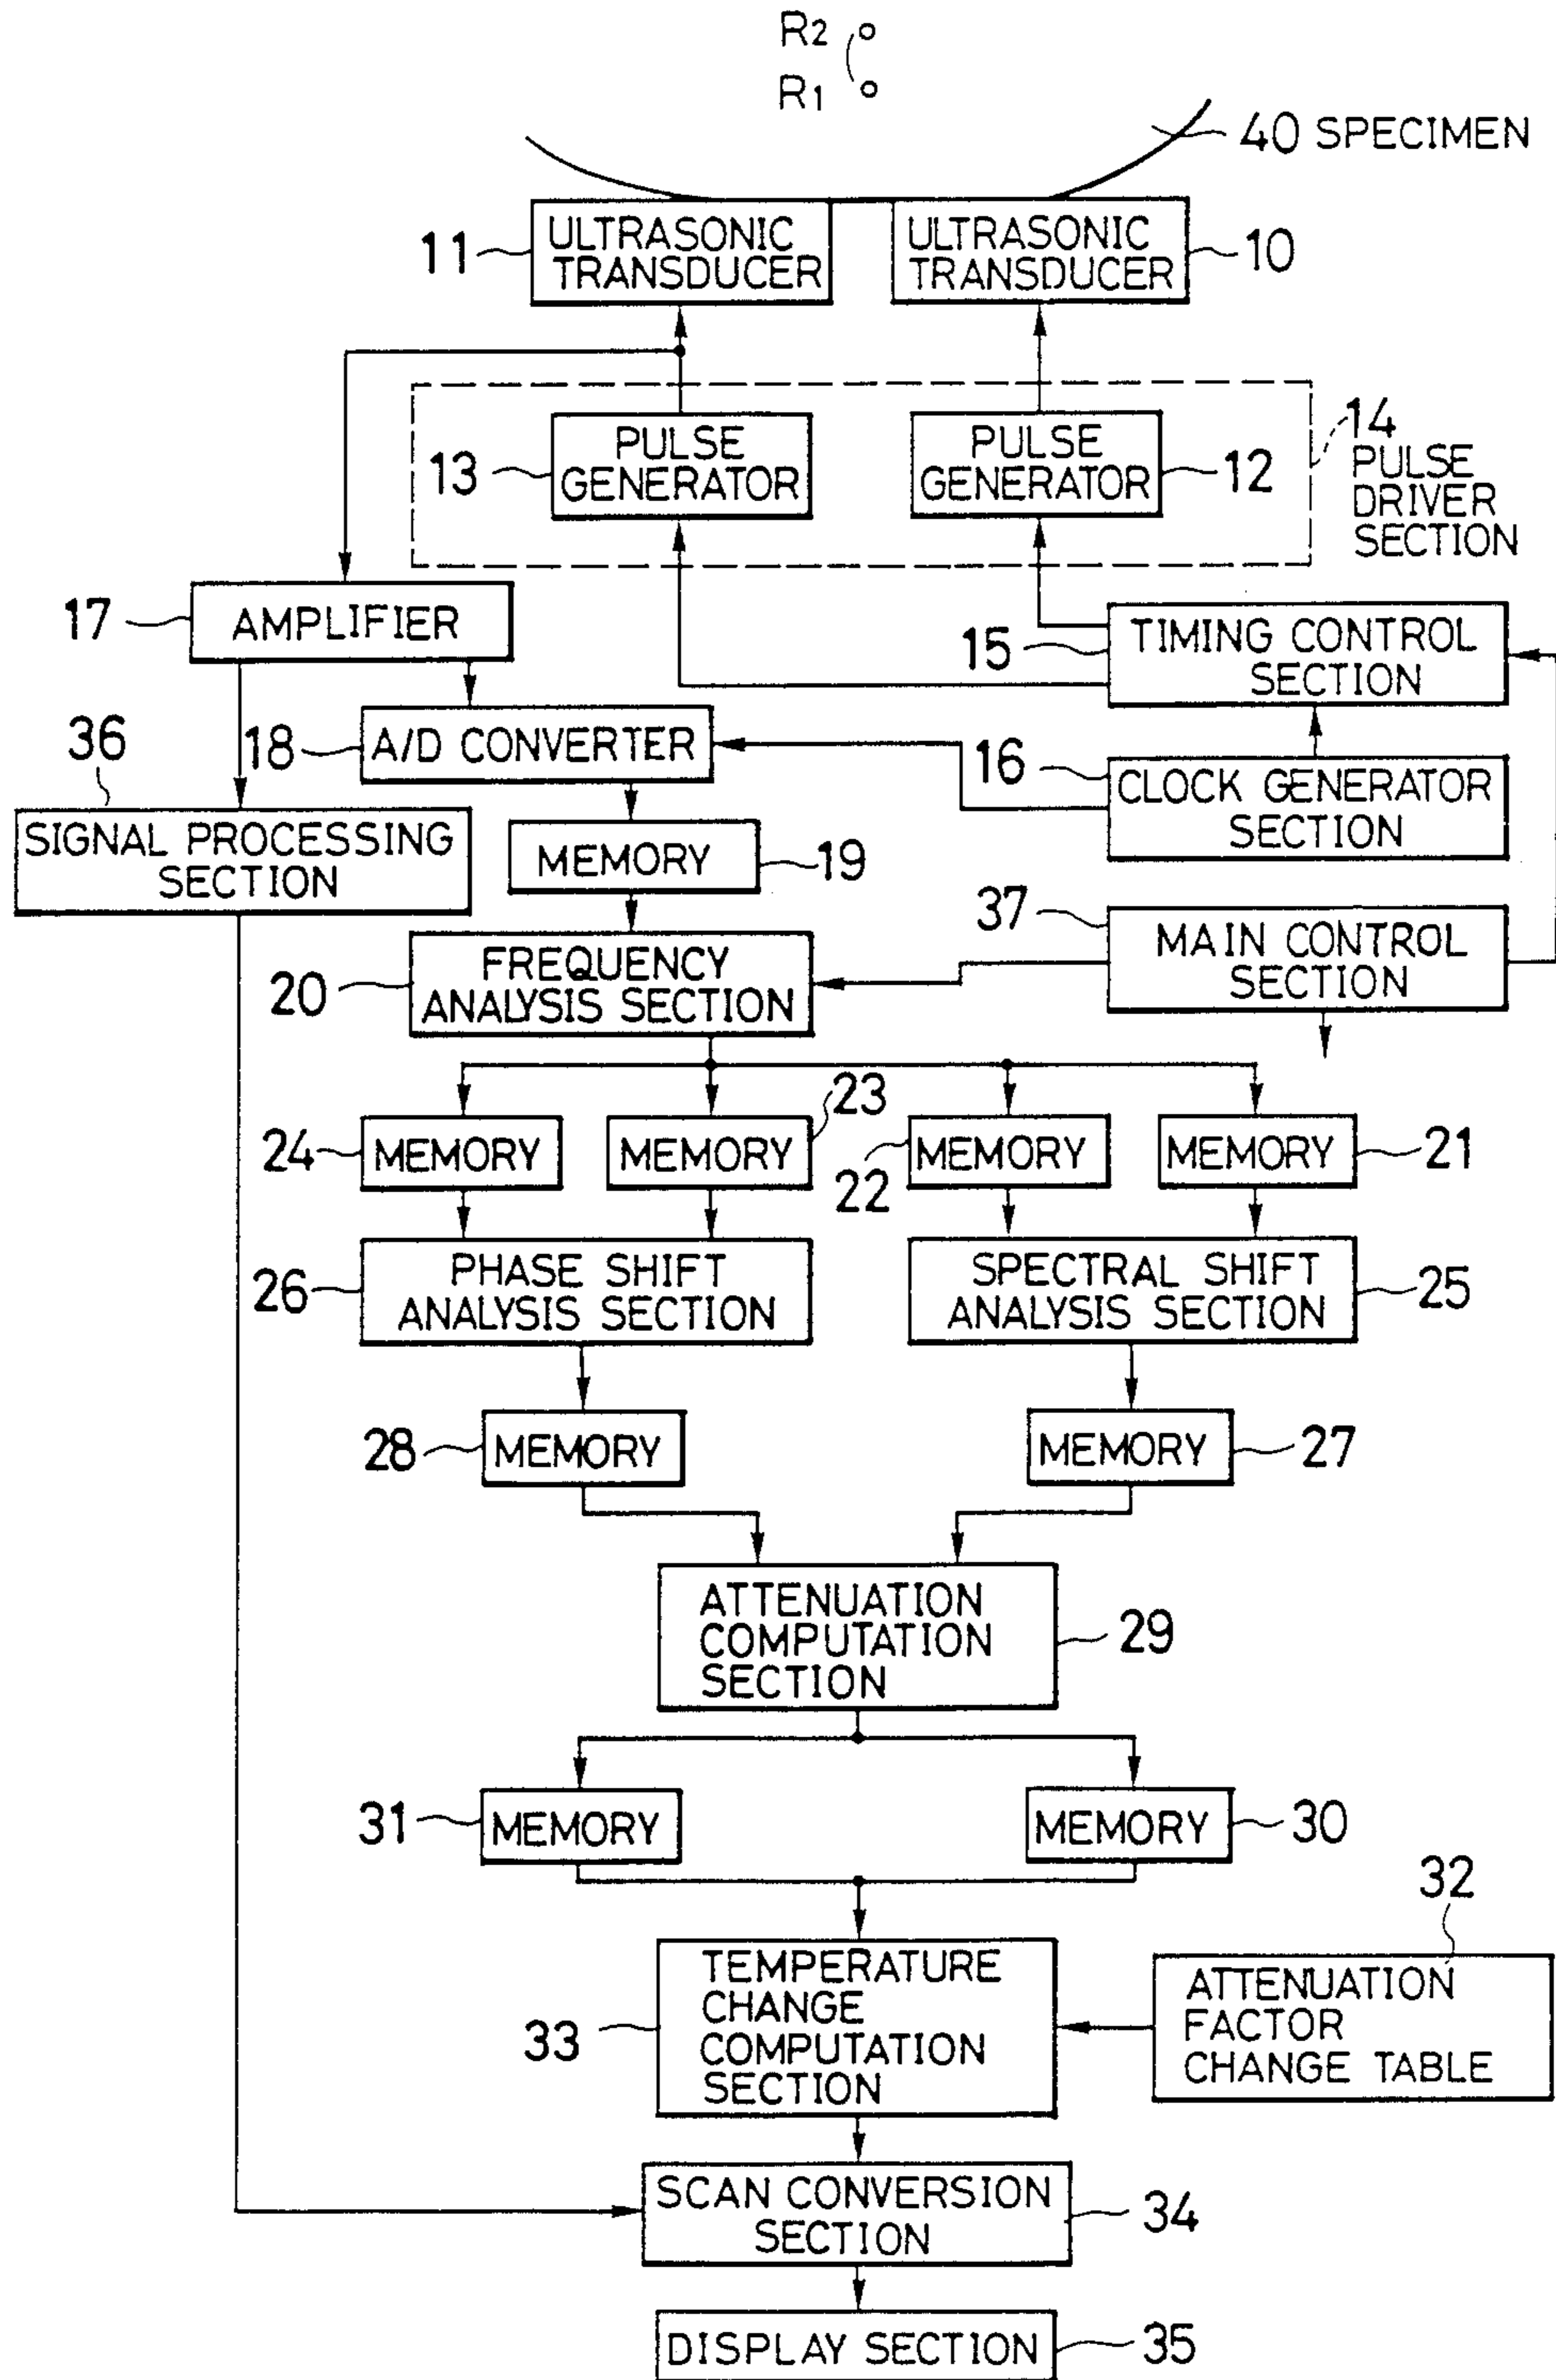 R2
R1
40 SPECIMEN
11
ULTRASONIC
TRANSDUCER
ULTRASONIC
TRANSDUCER
10
13
PULSE
GENERATOR
PULSE
GENERATOR
12
14
PULSE
DRIVER
SECTION
17
AMPLIFIER
15
TIMING CONTROL
SECTION
36
18
A/D CONVERTER
16
CLOCK GENERATOR
SECTION
SIGNAL PROCESSING
SECTION
MEMORY
19
37
MAIN CONTROL
SECTION
20
FREQUENCY
ANALYSIS SECTION
24
MEMORY
MEMORY
23
22
MEMORY
MEMORY
21
26
PHASE SHIFT
ANALYSIS SECTION
SPECTRAL SHIFT
ANALYSIS SECTION
25
28
MEMORY
MEMORY
27
ATTENUATION
COMPUTATION
SECTION
29
31
MEMORY
MEMORY
30
32
33
TEMPERATURE
CHANGE
COMPUTATION
SECTION
ATTENUATION
FACTOR
CHANGE TABLE
SCAN CONVERSION
SECTION
34
DISPLAY SECTION
35